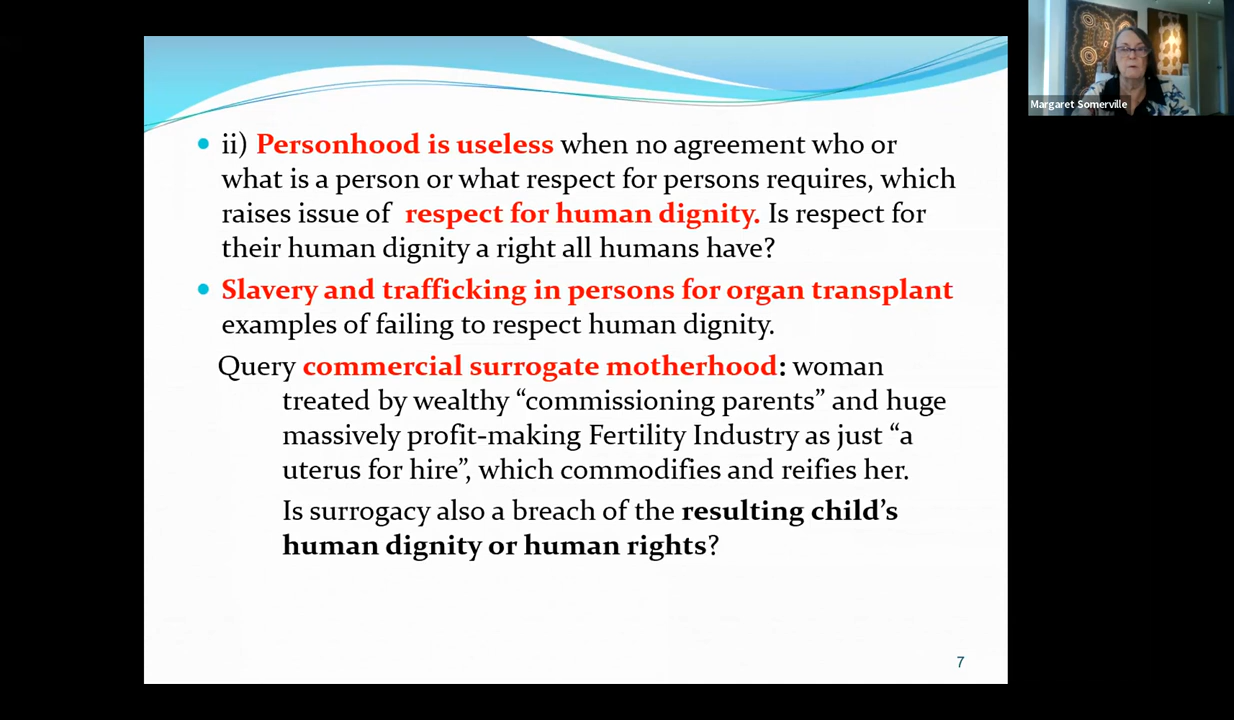 ii) Personhood is useless when no agreement who or
what is a person or what respect for persons requires, which
raises issue of respect for human dignity. Is respect for
their human dignity a right all humans have?
Slavery and trafficking in persons for organ transplant
examples of failing to respect human dignity.
Query commercial surrogate motherhood: woman
treated by wealthy “commissioning parents” and huge
massively profit-making Fertility Industry as just “a
uterus for hire”, which commodifies and reifies her.
Is surrogacy also a breach of the resulting child’s
human dignity or human rights?
7
Margaret Somerville